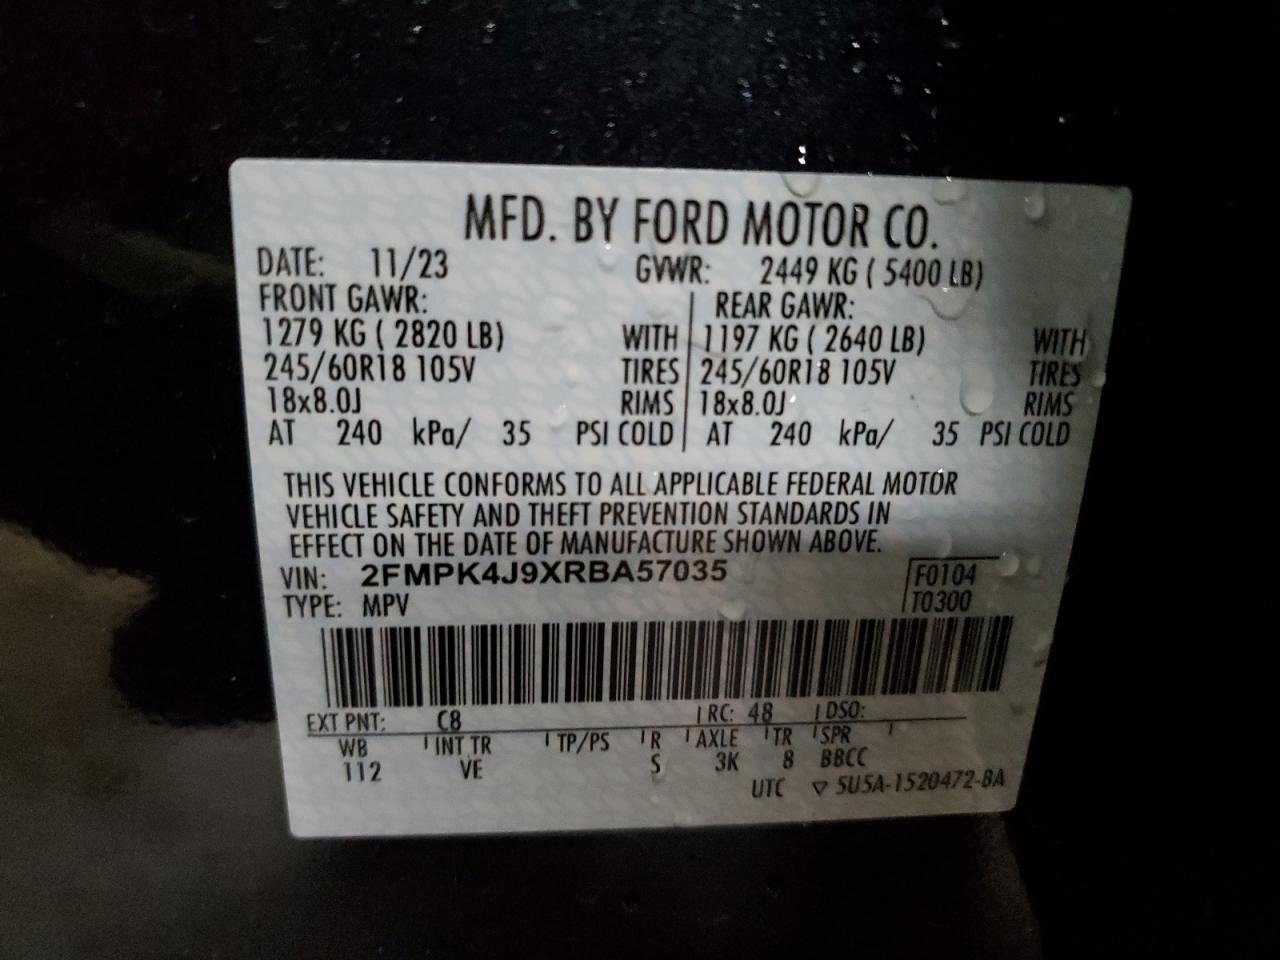 MFD. BY FORD MOTOR CO.
DATE: 11/23 GVWR: 2449 KG ( 5400 LB)
FRONT GAWR: REAR GAWR:
1279 KG ( 2820 LB) WITH 1197 KG ( 2640 LB) WITH
245/60R18 105V TIRES 245/60R18 105V TIRES
18x8.0J RIMS 18x8.0J RIMS
AT 240 kPa/ 35 PSI COLD AT 240 kPa/ 35 PSI COLD
THIS VEHICLE CONFORMS TO ALL APPLICABLE FEDERAL MOTOR
VEHICLE SAFETY AND THEFT PREVENTION STANDARDS IN
EFFECT ON THE DATE OF MANUFACTURE SHOWN ABOVE.
VIN: 2FMPK4J9XRBA57035 F0104
TYPE: MPV T0300
EXT PNT: C8 RC: 48 DSO:
WB INT TR TP/PS R AXLE TR SPR
112 VE S 3K 8 BBCC
UTC ▽ 5U5A-1520472-BA